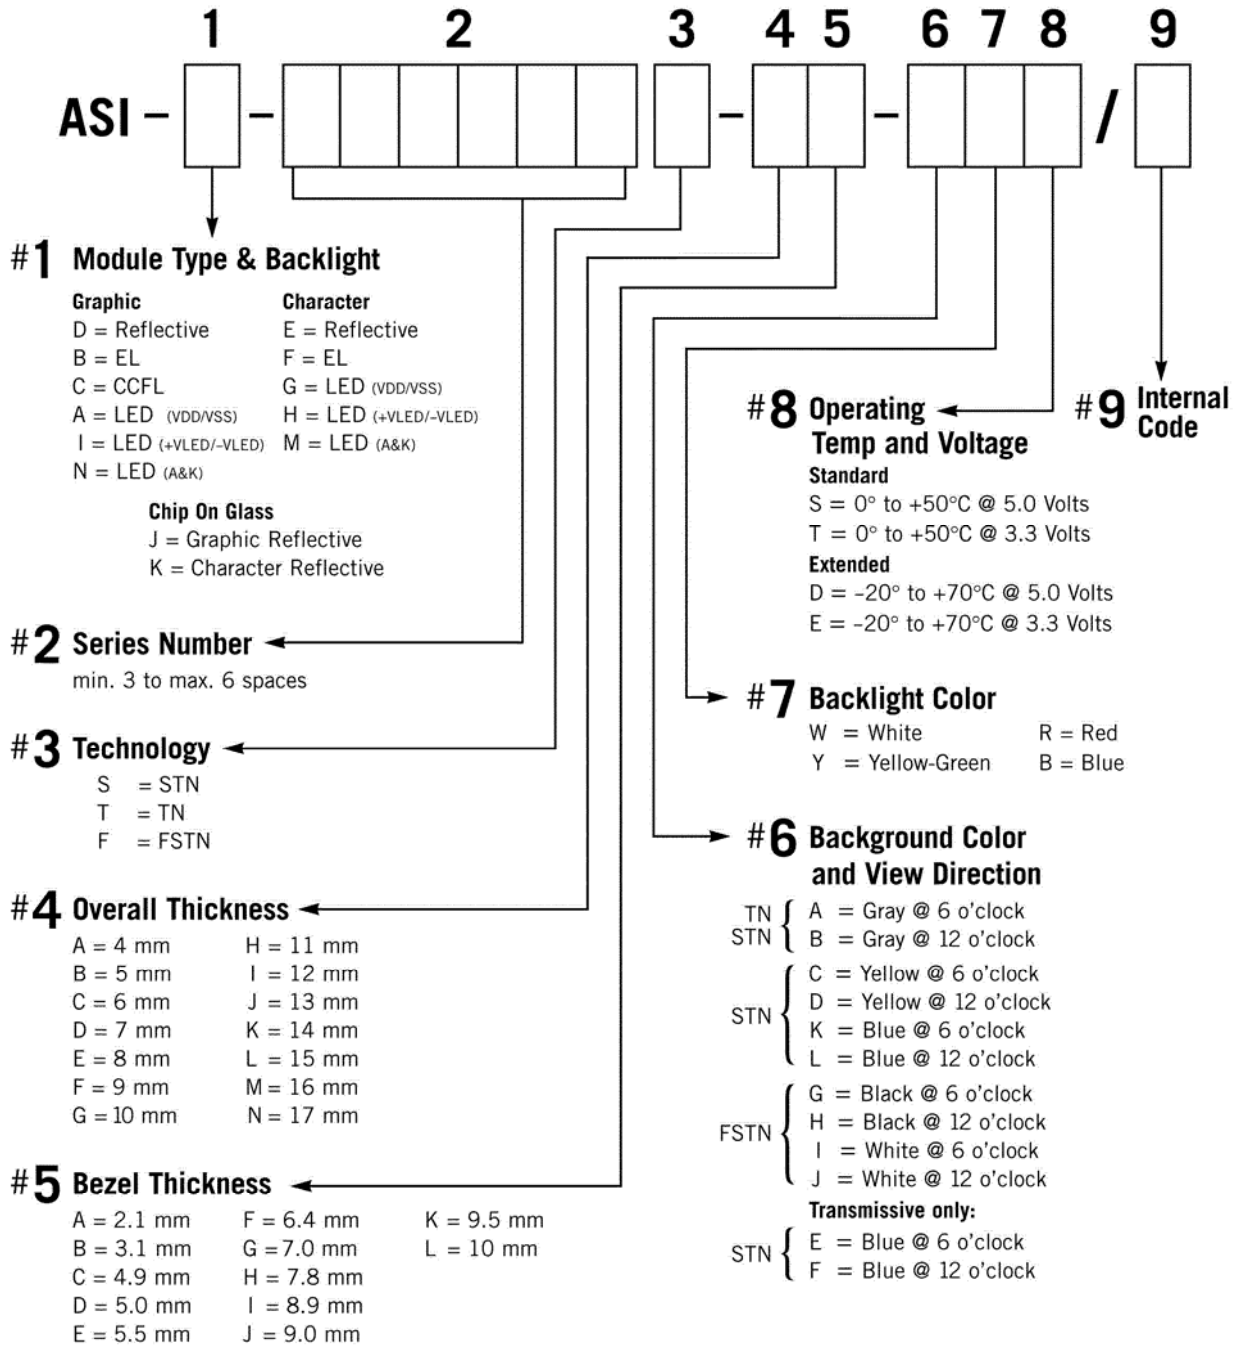 1 2 3 4 5 6 7 8 9
ASI – – – – /
#1 Module Type & Backlight
Graphic
D = Reflective
B = EL
C = CCFL
A = LED (VDD/VSS)
I = LED (+VLED/–VLED)
N = LED (A&K)
Character
E = Reflective
F = EL
G = LED (VDD/VSS)
H = LED (+VLED/–VLED)
M = LED (A&K)
Chip On Glass
J = Graphic Reflective
K = Character Reflective
#2 Series Number
min. 3 to max. 6 spaces
#3 Technology
S = STN
T = TN
F = FSTN
#4 Overall Thickness
A = 4 mm
B = 5 mm
C = 6 mm
D = 7 mm
E = 8 mm
F = 9 mm
G = 10 mm
H = 11 mm
I = 12 mm
J = 13 mm
K = 14 mm
L = 15 mm
M = 16 mm
N = 17 mm
#5 Bezel Thickness
A = 2.1 mm
B = 3.1 mm
C = 4.9 mm
D = 5.0 mm
E = 5.5 mm
F = 6.4 mm
G = 7.0 mm
H = 7.8 mm
I = 8.9 mm
J = 9.0 mm
K = 9.5 mm
L = 10 mm
#8 Operating
Temp and Voltage
Standard
S = 0° to +50°C @ 5.0 Volts
T = 0° to +50°C @ 3.3 Volts
Extended
D = –20° to +70°C @ 5.0 Volts
E = –20° to +70°C @ 3.3 Volts
#9 Internal
Code
#7 Backlight Color
W = White
Y = Yellow-Green
R = Red
B = Blue
#6 Background Color
and View Direction
TN
STN
A = Gray @ 6 o'clock
B = Gray @ 12 o'clock
STN
C = Yellow @ 6 o'clock
D = Yellow @ 12 o'clock
K = Blue @ 6 o'clock
L = Blue @ 12 o'clock
FSTN
G = Black @ 6 o'clock
H = Black @ 12 o'clock
I = White @ 6 o'clock
J = White @ 12 o'clock
Transmissive only:
STN
E = Blue @ 6 o'clock
F = Blue @ 12 o'clock